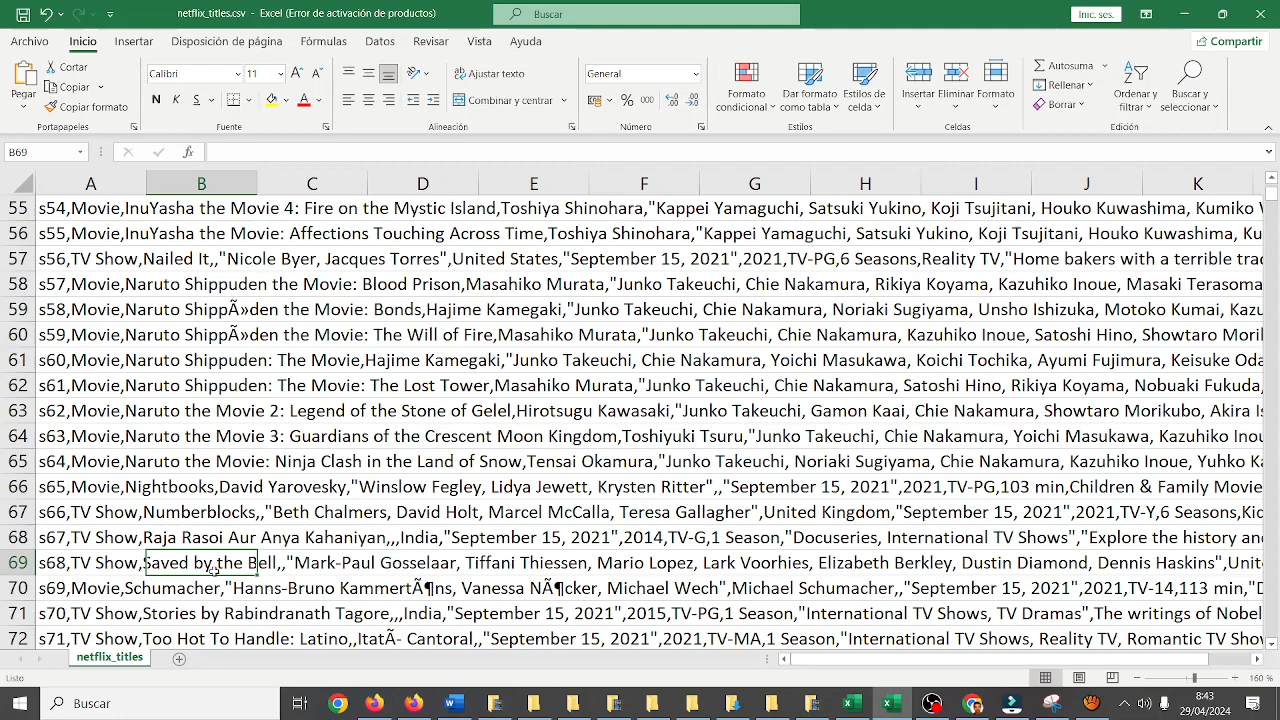 netflix_titles.csv - Excel (Error de activación de productos)
Buscar
Inic. ses.
Archivo Inicio Insertar Disposición de página Fórmulas Datos Revisar Vista Ayuda
Compartir
Pegar
Cortar
Copiar
Copiar formato
Portapapeles
Calibri 11
N K S
Fuente
Ajustar texto
Combinar y centrar
Alineación
General
% 000
Número
Formato condicional
Dar formato como tabla
Estilos de celda
Estilos
Insertar Eliminar Formato
Celdas
Autosuma
Rellenar
Borrar
Ordenar y filtrar
Buscar y seleccionar
Edición
B69 fx
A B C D E F G H I J K
55 s54,Movie,InuYasha the Movie 4: Fire on the Mystic Island,Toshiya Shinohara,"Kappei Yamaguchi, Satsuki Yukino, Koji Tsujitani, Houko Kuwashima, Kumiko
56 s55,Movie,InuYasha the Movie: Affections Touching Across Time,Toshiya Shinohara,"Kappei Yamaguchi, Satsuki Yukino, Koji Tsujitani, Houko Kuwashima, Ku
57 s56,TV Show,Nailed It,,"Nicole Byer, Jacques Torres",United States,"September 15, 2021",2021,TV-PG,6 Seasons,Reality TV,"Home bakers with a terrible tra
58 s57,Movie,Naruto Shippuden the Movie: Blood Prison,Masahiko Murata,"Junko Takeuchi, Chie Nakamura, Rikiya Koyama, Kazuhiko Inoue, Masaki Terasoma
59 s58,Movie,Naruto ShippÃ»den the Movie: Bonds,Hajime Kamegaki,"Junko Takeuchi, Chie Nakamura, Noriaki Sugiyama, Unsho Ishizuka, Motoko Kumai, Kazu
60 s59,Movie,Naruto ShippÃ»den the Movie: The Will of Fire,Masahiko Murata,"Junko Takeuchi, Chie Nakamura, Kazuhiko Inoue, Satoshi Hino, Showtaro Mori
61 s60,Movie,Naruto Shippuden: The Movie,Hajime Kamegaki,"Junko Takeuchi, Chie Nakamura, Yoichi Masukawa, Koichi Tochika, Ayumi Fujimura, Keisuke Oda
62 s61,Movie,Naruto Shippuden: The Movie: The Lost Tower,Masahiko Murata,"Junko Takeuchi, Chie Nakamura, Satoshi Hino, Rikiya Koyama, Nobuaki Fukuda,
63 s62,Movie,Naruto the Movie 2: Legend of the Stone of Gelel,Hirotsugu Kawasaki,"Junko Takeuchi, Gamon Kaai, Chie Nakamura, Showtaro Morikubo, Akira Is
64 s63,Movie,Naruto the Movie 3: Guardians of the Crescent Moon Kingdom,Toshiyuki Tsuru,"Junko Takeuchi, Chie Nakamura, Yoichi Masukawa, Kazuhiko Inou
65 s64,Movie,Naruto the Movie: Ninja Clash in the Land of Snow,Tensai Okamura,"Junko Takeuchi, Noriaki Sugiyama, Chie Nakamura, Kazuhiko Inoue, Yuhko Ka
66 s65,Movie,Nightbooks,David Yarovesky,"Winslow Fegley, Lidya Jewett, Krysten Ritter",,"September 15, 2021",2021,TV-PG,103 min,Children & Family Movie
67 s66,TV Show,Numberblocks,,"Beth Chalmers, David Holt, Marcel McCalla, Teresa Gallagher",United Kingdom,"September 15, 2021",2021,TV-Y,6 Seasons,Kid
68 s67,TV Show,Raja Rasoi Aur Anya Kahaniyan,,,India,"September 15, 2021",2014,TV-G,1 Season,"Docuseries, International TV Shows","Explore the history an
69 s68,TV Show,Saved by the Bell,,"Mark-Paul Gosselaar, Tiffani Thiessen, Mario Lopez, Lark Voorhies, Elizabeth Berkley, Dustin Diamond, Dennis Haskins",Unite
70 s69,Movie,Schumacher,"Hanns-Bruno KammertÃ¶ns, Vanessa NÃ¶cker, Michael Wech",Michael Schumacher,,"September 15, 2021",2021,TV-14,113 min,"D
71 s70,TV Show,Stories by Rabindranath Tagore,,,India,"September 15, 2021",2015,TV-PG,1 Season,"International TV Shows, TV Dramas",The writings of Nobel
72 s71,TV Show,Too Hot To Handle: Latino,,ItatÃ­- Cantoral,,"September 15, 2021",2021,TV-MA,1 Season,"International TV Shows, Reality TV, Romantic TV Sh
netflix_titles
Listo
160 %
Buscar
8:43
29/04/2024